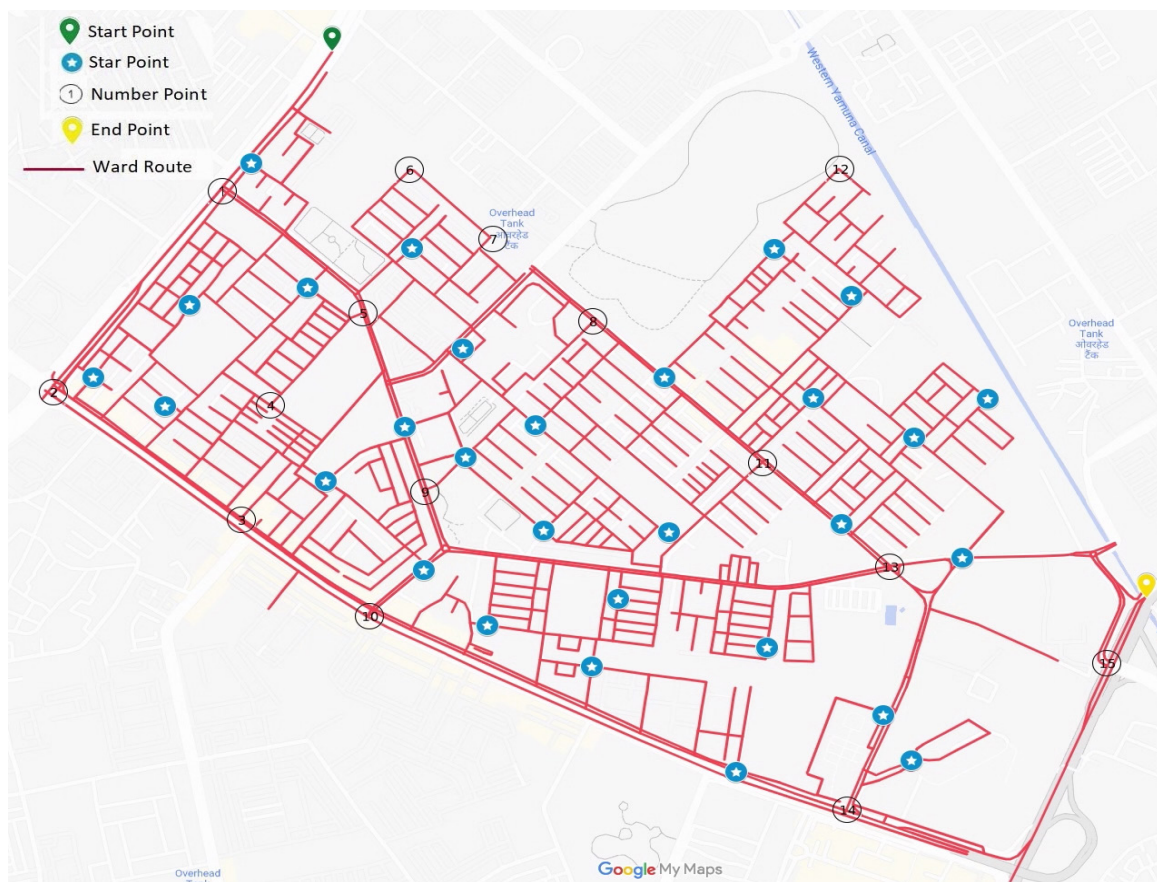 Start Point
Star Point
1 Number Point
End Point
Ward Route
Western Yamuna Canal
6
12
1
Overhead
Tank
ओवरहेड
टैंक
7
5
8
Overhead
Tank
ओवरहेड
टैंक
2
4
11
9
3
13
10
15
14
Google My Maps
Overhead